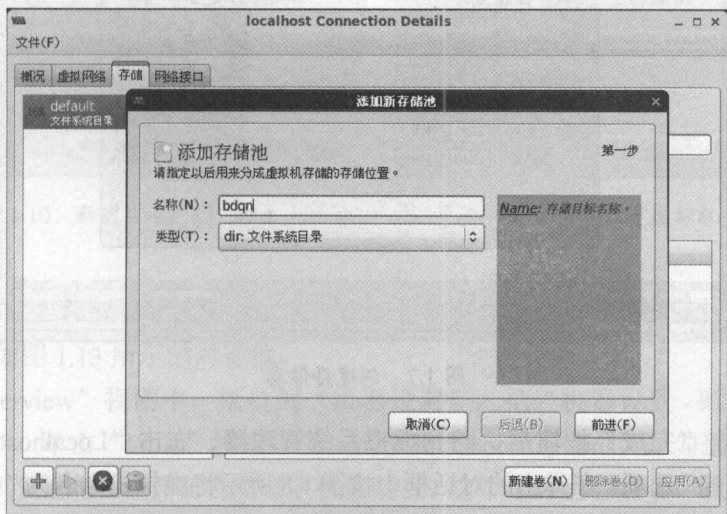 localhost Connection Details
文件(F)
概况 虚拟网络 存储 网络接口
default
文件系统目录
添加新存储池
添加存储池
第一步
请指定以后用来分成虚拟机存储的存储位置。
名称(N)： bdqn
Name: 存储目标名称。
类型(T)： dir: 文件系统目录
取消(C) 后退(B) 前进(F)
新建卷(N) 删除卷(D) 应用(A)